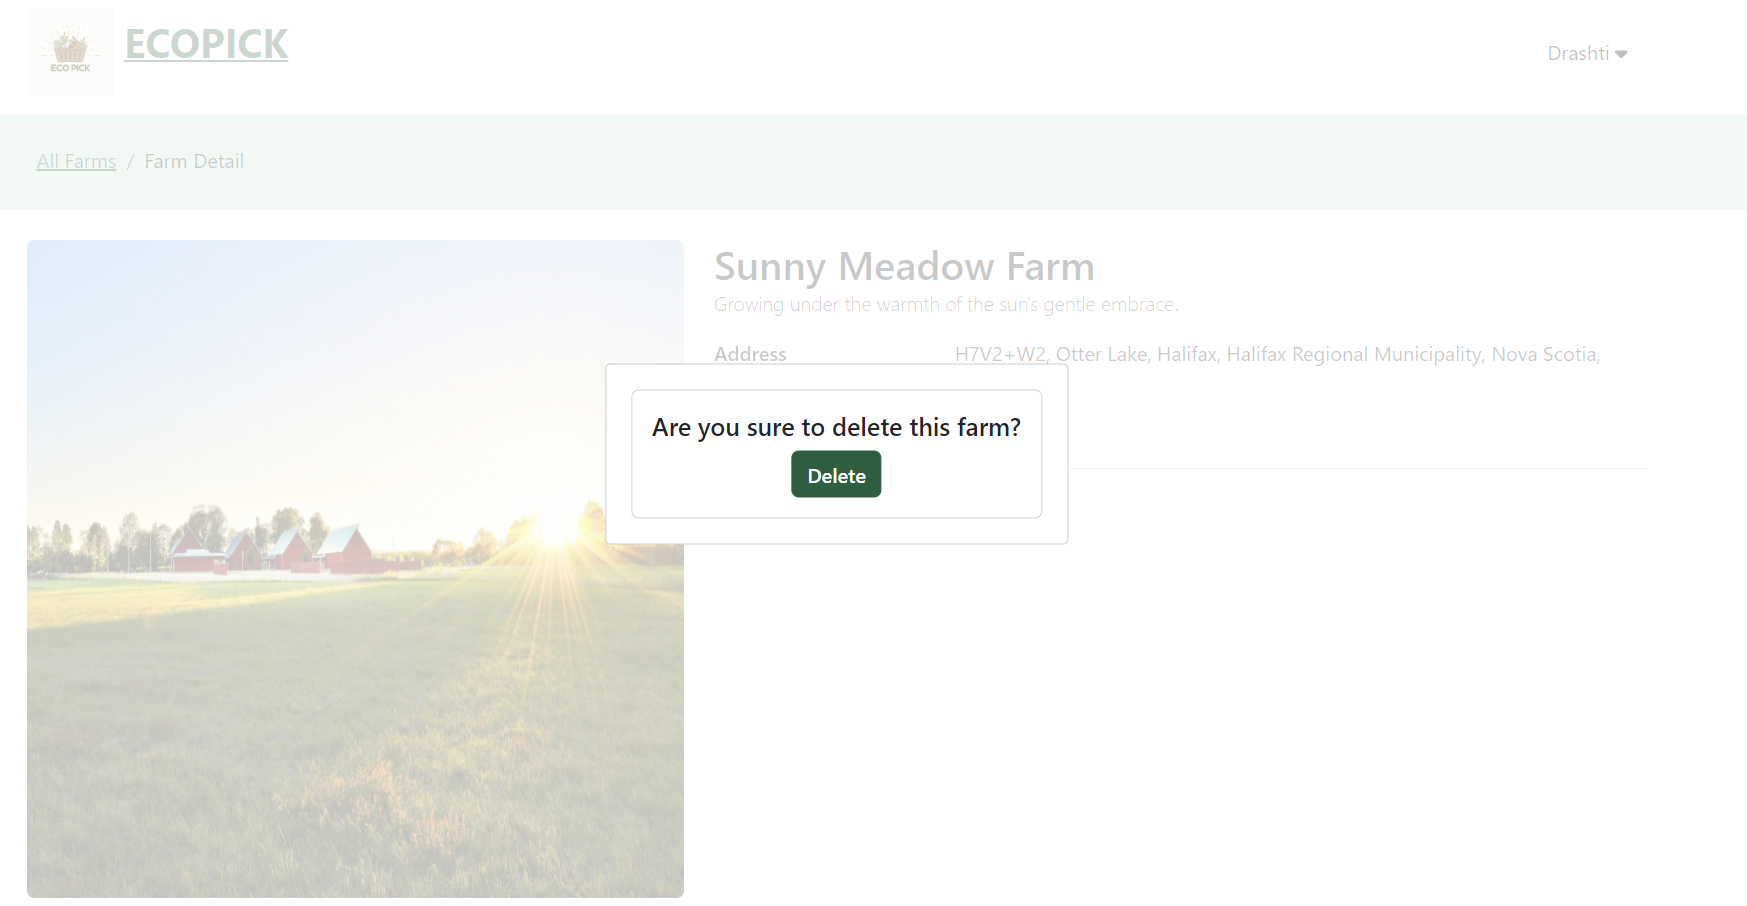 ECO PICK
ECOPICK
Drashti
All Farms / Farm Detail
Sunny Meadow Farm
Growing under the warmth of the sun's gentle embrace.
Address
H7V2+W2, Otter Lake, Halifax, Halifax Regional Municipality, Nova Scotia,
Are you sure to delete this farm?
Delete